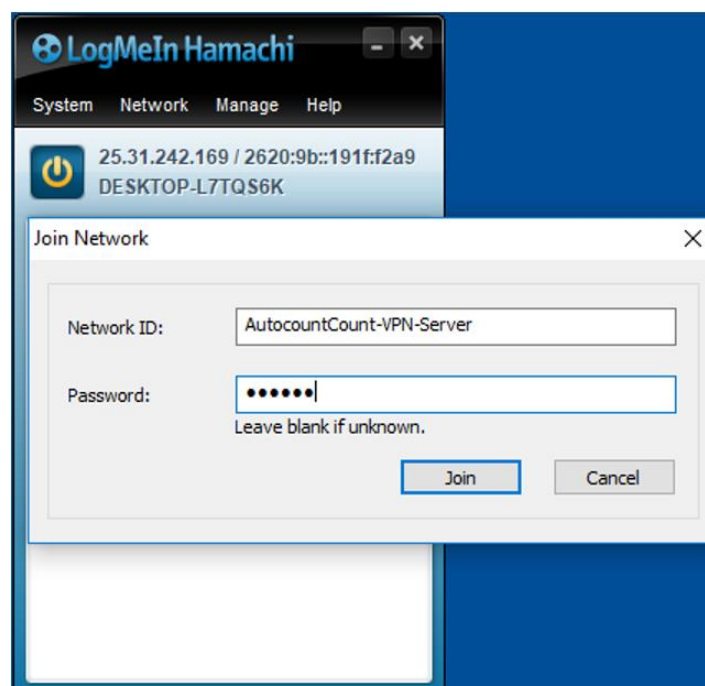 LogMeIn Hamachi
System Network Manage Help
25.31.242.169 / 2620:9b::191f:f2a9
DESKTOP-L7TQS6K
Join Network
Network ID: AutocountCount-VPN-Server
Password: ••••••
Leave blank if unknown.
Join Cancel